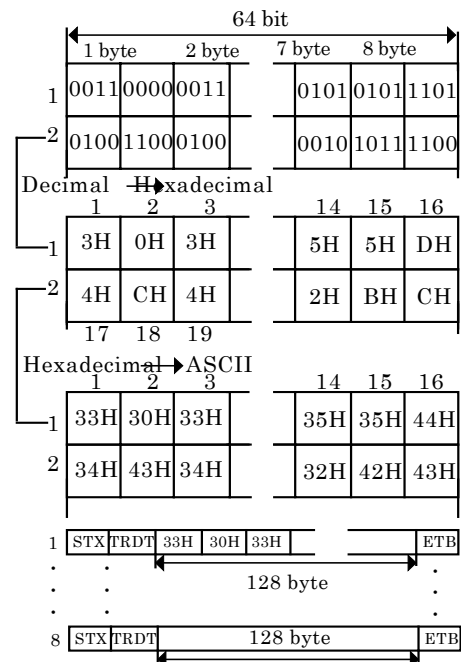 64 bit
1 byte 2 byte 7 byte 8 byte
1 0011 0000 0011 0101 0101 1101
2 0100 1100 0100 0010 1011 1100
Decimal Hexadecimal
1 2 3 14 15 16
1 3H 0H 3H 5H 5H DH
2 4H CH 4H 2H BH CH
17 18 19
Hexadecimal ASCII
1 2 3 14 15 16
1 33H 30H 33H 35H 35H 44H
2 34H 43H 34H 32H 42H 43H
1 STX TRDT 33H 30H 33H ETB
128 byte
8 STX TRDT 128 byte ETB